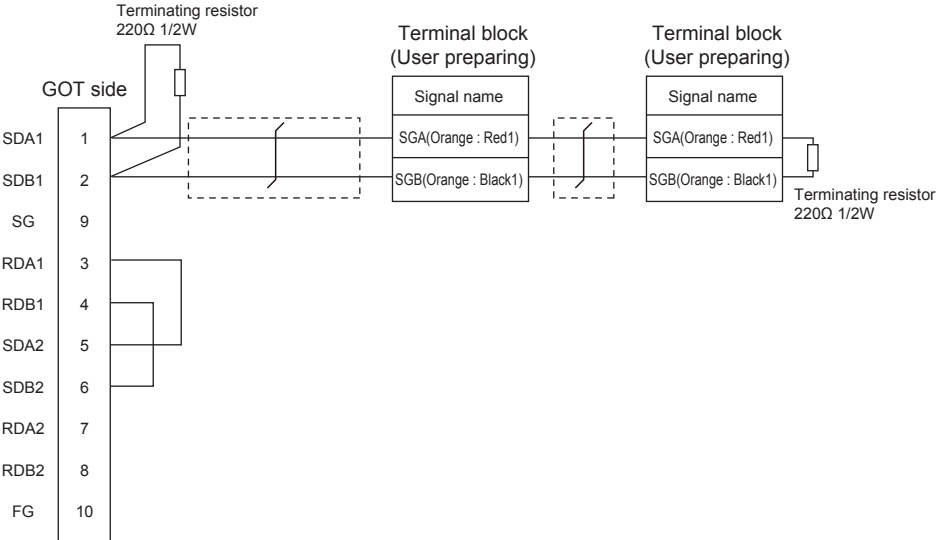 Terminating resistor
220Ω 1/2W
Terminal block
(User preparing)
Terminal block
(User preparing)
GOT side
Signal name
Signal name
SDA1 1 SGA(Orange : Red1) SGA(Orange : Red1)
SDB1 2 SGB(Orange : Black1) SGB(Orange : Black1)
Terminating resistor
220Ω 1/2W
SG 9
RDA1 3
RDB1 4
SDA2 5
SDB2 6
RDA2 7
RDB2 8
FG 10